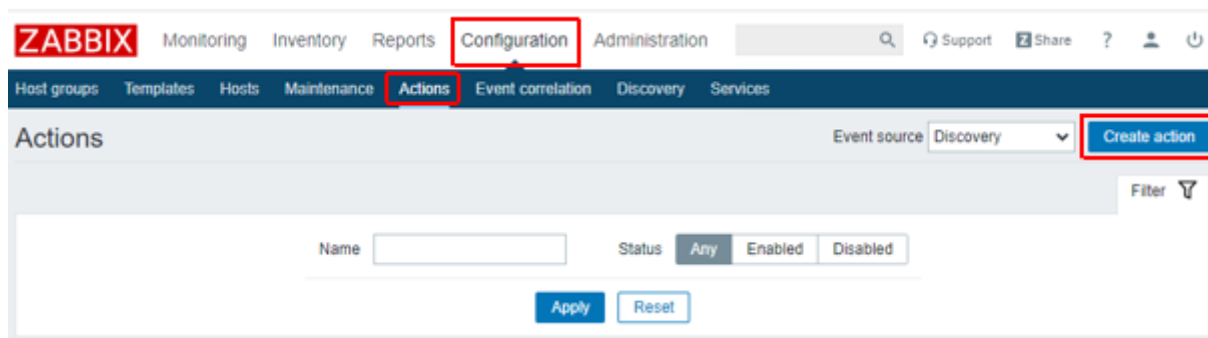 ZABBIX Monitoring Inventory Reports Configuration Administration Support Z Share ?
Host groups Templates Hosts Maintenance Actions Event correlation Discovery Services
Actions Event source Discovery Create action
Filter
Name Status Any Enabled Disabled
Apply Reset